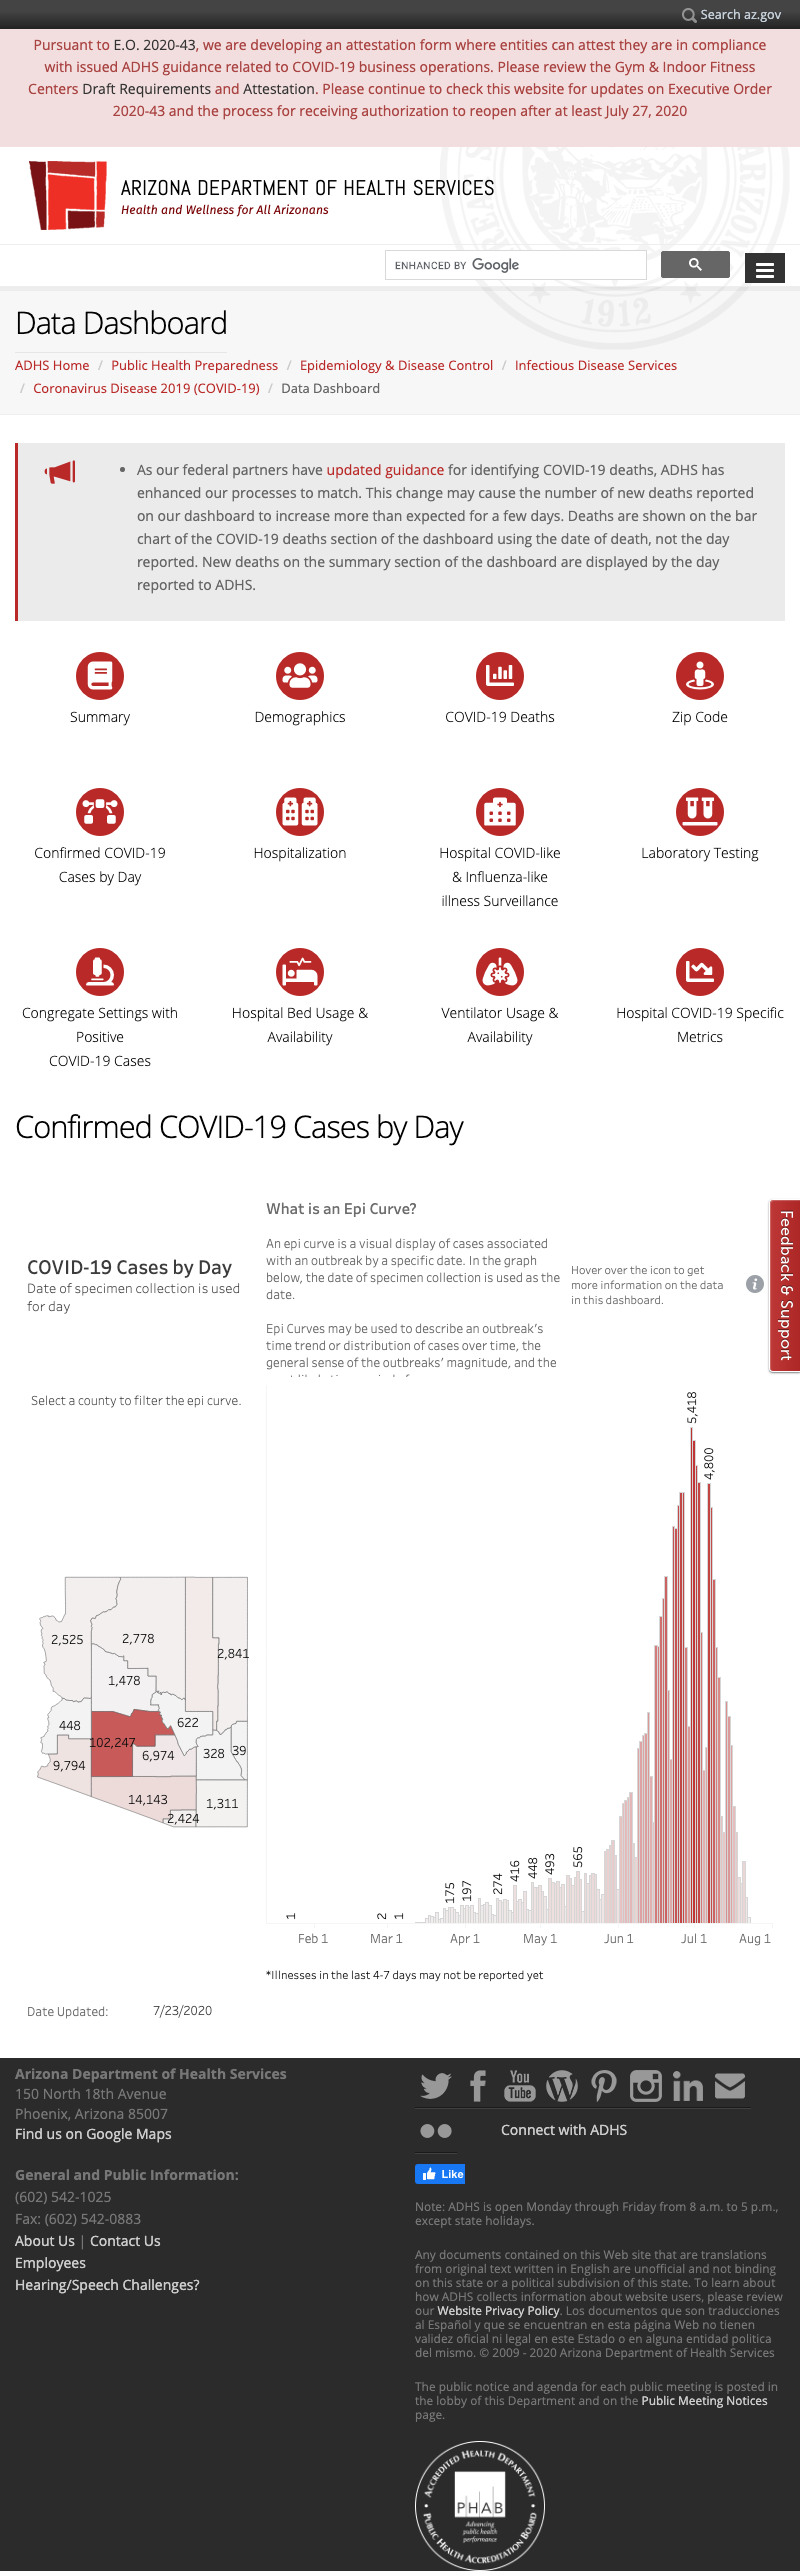 Search az.gov
Pursuant to E.O. 2020-43, we are developing an attestation form where entities can attest they are in compliance
with issued ADHS guidance related to COVID-19 business operations. Please review the Gym & Indoor Fitness
Centers Draft Requirements and Attestation. Please continue to check this website for updates on Executive Order
2020-43 and the process for receiving authorization to reopen after at least July 27, 2020
ARIZONA DEPARTMENT OF HEALTH SERVICES
Health and Wellness for All Arizonans
ENHANCED BY Google
1912
Data Dashboard
ADHS Home / Public Health Preparedness / Epidemiology & Disease Control / Infectious Disease Services
/ Coronavirus Disease 2019 (COVID-19) / Data Dashboard
• As our federal partners have updated guidance for identifying COVID-19 deaths, ADHS has
enhanced our processes to match. This change may cause the number of new deaths reported
on our dashboard to increase more than expected for a few days. Deaths are shown on the bar
chart of the COVID-19 deaths section of the dashboard using the date of death, not the day
reported. New deaths on the summary section of the dashboard are displayed by the day
reported to ADHS.
Summary
Demographics
COVID-19 Deaths
Zip Code
Confirmed COVID-19
Cases by Day
Hospitalization
Hospital COVID-like
& Influenza-like
illness Surveillance
Laboratory Testing
Congregate Settings with
Positive
COVID-19 Cases
Hospital Bed Usage &
Availability
Ventilator Usage &
Availability
Hospital COVID-19 Specific
Metrics
Confirmed COVID-19 Cases by Day
COVID-19 Cases by Day
Date of specimen collection is used
for day
What is an Epi Curve?
An epi curve is a visual display of cases associated
with an outbreak by a specific date. In the graph
below, the date of specimen collection is used as the
date.
Epi Curves may be used to describe an outbreak's
time trend or distribution of cases over time, the
general sense of the outbreaks' magnitude, and the
Hover over the icon to get
more information on the data
in this dashboard.
i
Feedback & Support
Select a county to filter the epi curve.
2,525
2,778
2,841
1,478
448
622
102,247
9,794
6,974
328
39
14,143
1,311
2,424
1
2
1
175
197
274
416
448
493
565
5,418
4,800
Feb 1
Mar 1
Apr 1
May 1
Jun 1
Jul 1
Aug 1
*Illnesses in the last 4-7 days may not be reported yet
Date Updated: 7/23/2020
Arizona Department of Health Services
150 North 18th Avenue
Phoenix, Arizona 85007
Find us on Google Maps
General and Public Information:
(602) 542-1025
Fax: (602) 542-0883
About Us | Contact Us
Employees
Hearing/Speech Challenges?
You
Tube
Connect with ADHS
Like
Note: ADHS is open Monday through Friday from 8 a.m. to 5 p.m.,
except state holidays.
Any documents contained on this Web site that are translations
from original text written in English are unofficial and not binding
on this state or a political subdivision of this state. To learn about
how ADHS collects information about website users, please review
our Website Privacy Policy. Los documentos que son traducciones
al Español y que se encuentran en esta página Web no tienen
validez oficial ni legal en este Estado o en alguna entidad politica
del mismo. © 2009 - 2020 Arizona Department of Health Services
The public notice and agenda for each public meeting is posted in
the lobby of this Department and on the Public Meeting Notices
page.
ACCREDITED HEALTH DEPARTMENT
PHAB
Advancing
public health
performance
PUBLIC HEALTH ACCREDITATION BOARD